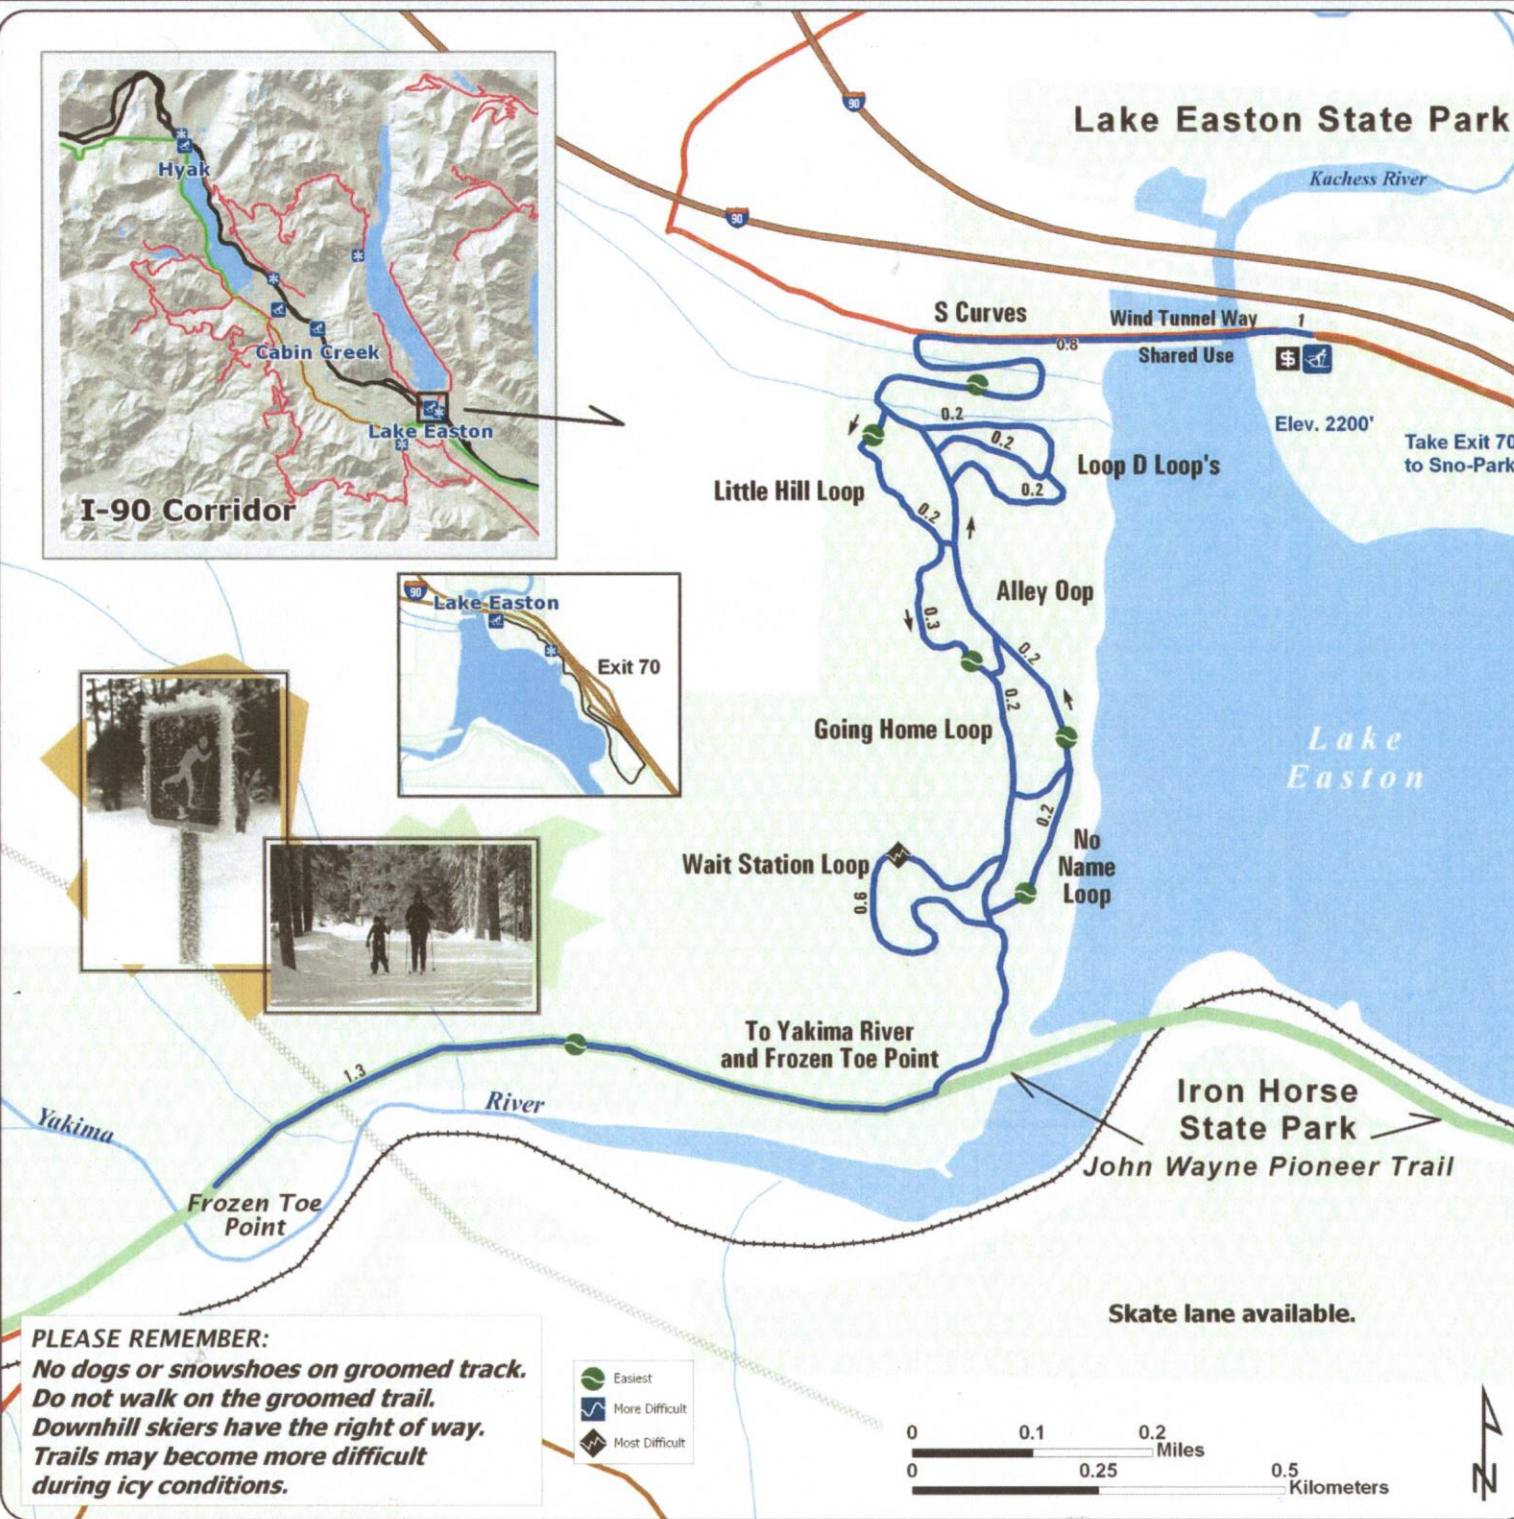 Lake Easton State Park
90
90
Kachess River
Hyak
Cabin Creek
Lake Easton
I-90 Corridor
S Curves
Wind Tunnel Way
1
0.8
Shared Use
$
Elev. 2200'
Take Exit 70
to Sno-Park
0.2
0.2
0.2
Loop D Loop's
Little Hill Loop
0.2
Alley Oop
0.3
0.2
0.2
Going Home Loop
0.2
No
Name
Loop
Wait Station Loop
0.6
Lake
Easton
90
Lake Easton
Exit 70
To Yakima River
and Frozen Toe Point
1.3
Yakima
River
Frozen Toe
Point
Iron Horse
State Park
John Wayne Pioneer Trail
Skate lane available.
PLEASE REMEMBER:
No dogs or snowshoes on groomed track.
Do not walk on the groomed trail.
Downhill skiers have the right of way.
Trails may become more difficult
during icy conditions.
Easiest
More Difficult
Most Difficult
0 0.1 0.2
Miles
0 0.25 0.5
Kilometers
N